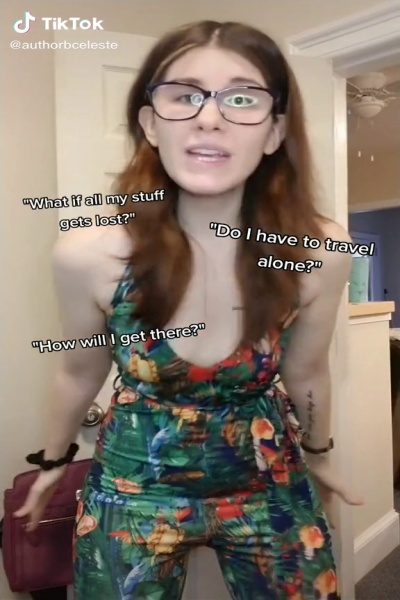 TikTok
@authorbceleste
"What if all my stuff
gets lost?"
"Do I have to travel
alone?"
"How will I get there?"